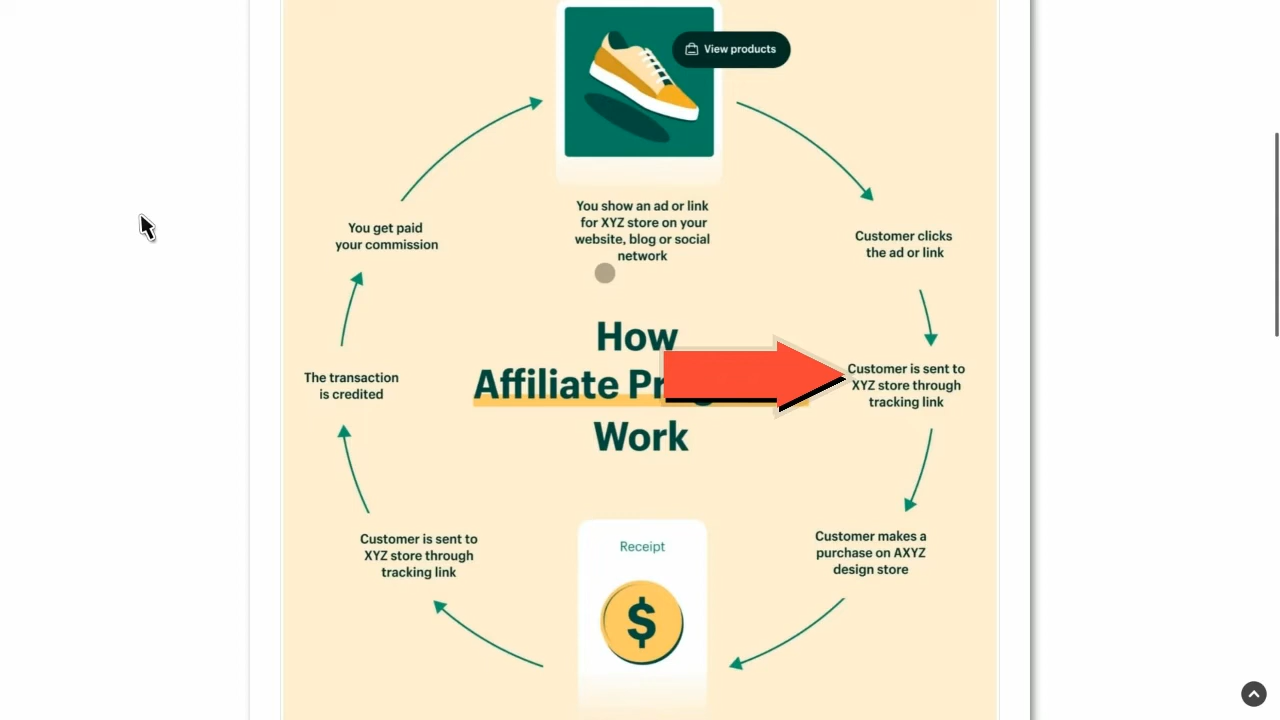 View products
You show an ad or link
for XYZ store on your
website, blog or social
network
Customer clicks
the ad or link
Customer is sent to
XYZ store through
tracking link
Customer makes a
purchase on AXYZ
design store
Receipt
$
Customer is sent to
XYZ store through
tracking link
The transaction
is credited
You get paid
your commission
How
Affiliate
Work